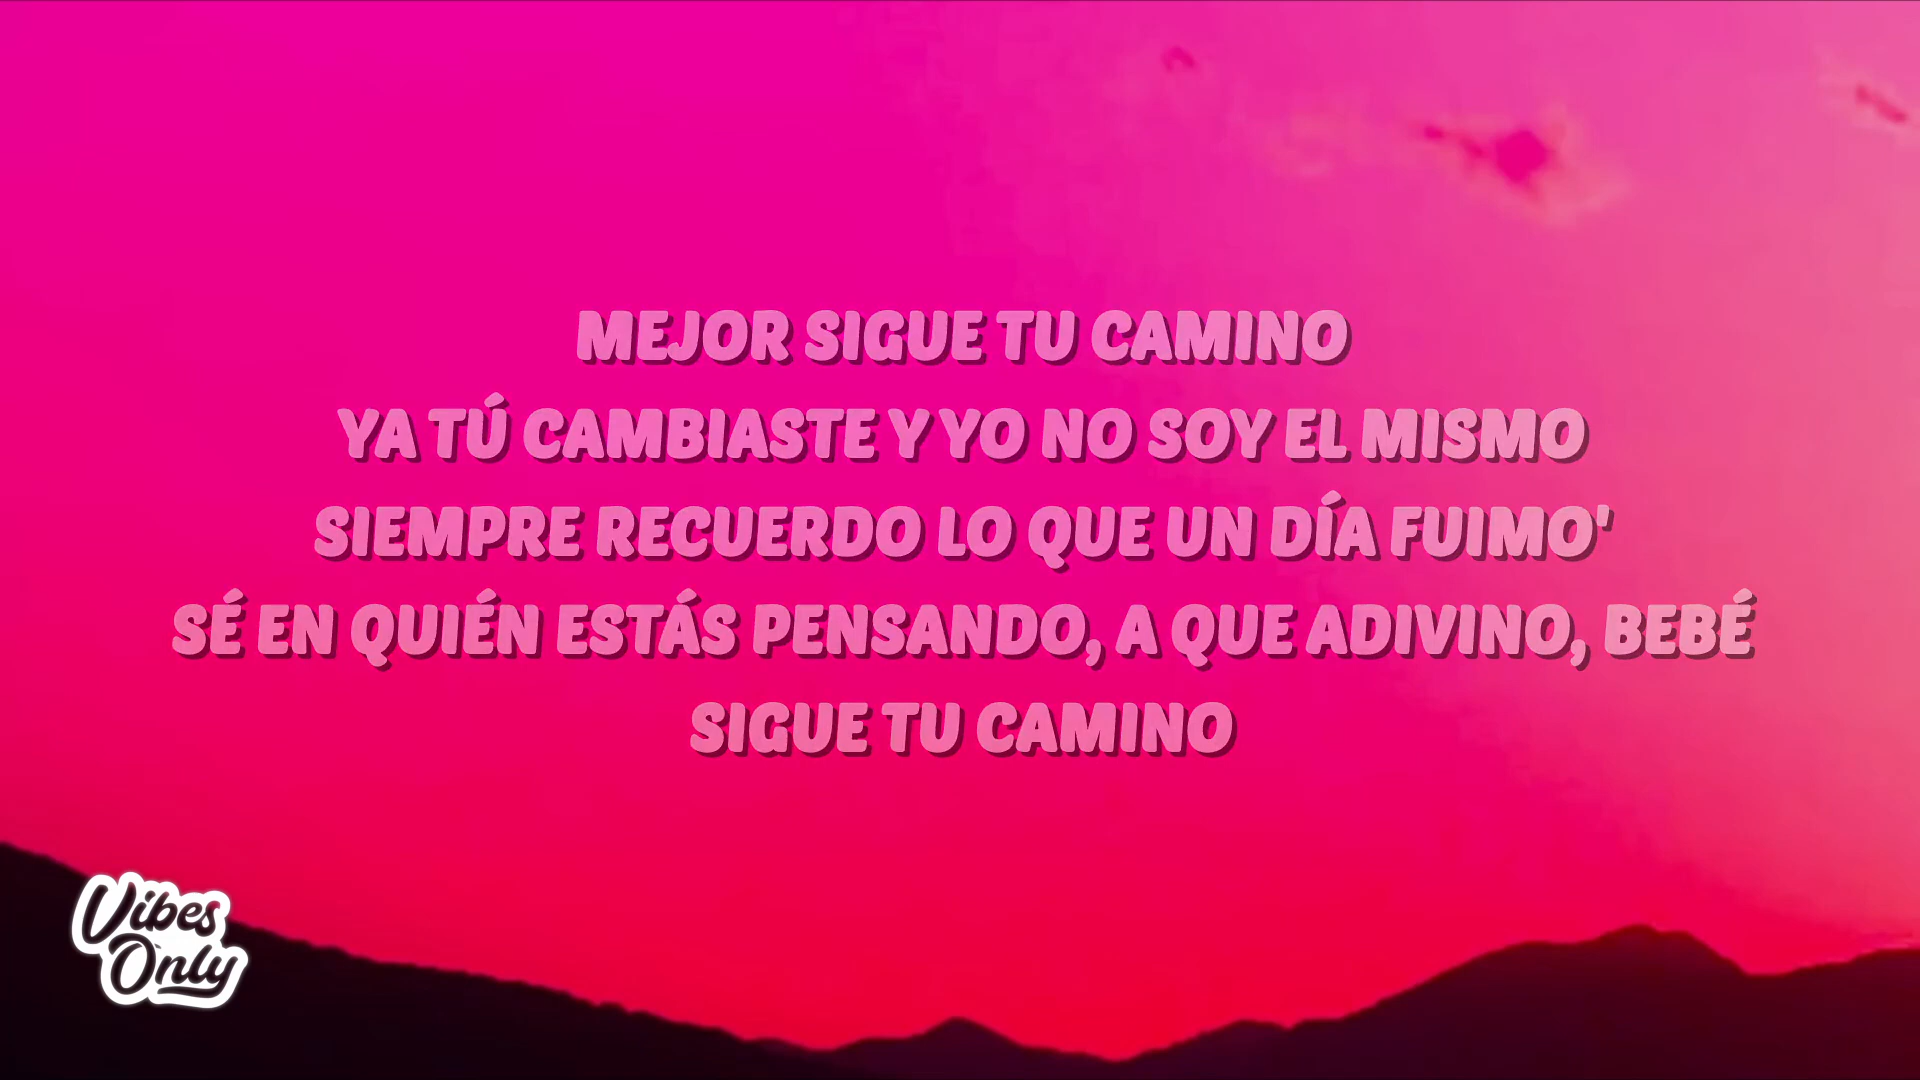 MEJOR SIGUE TU CAMINO
YA TÚ CAMBIASTE Y YO NO SOY EL MISMO
SIEMPRE RECUERDO LO QUE UN DÍA FUIMO'
SÉ EN QUIÉN ESTÁS PENSANDO, A QUE ADIVINO, BEBÉ
SIGUE TU CAMINO
Vibes
Only